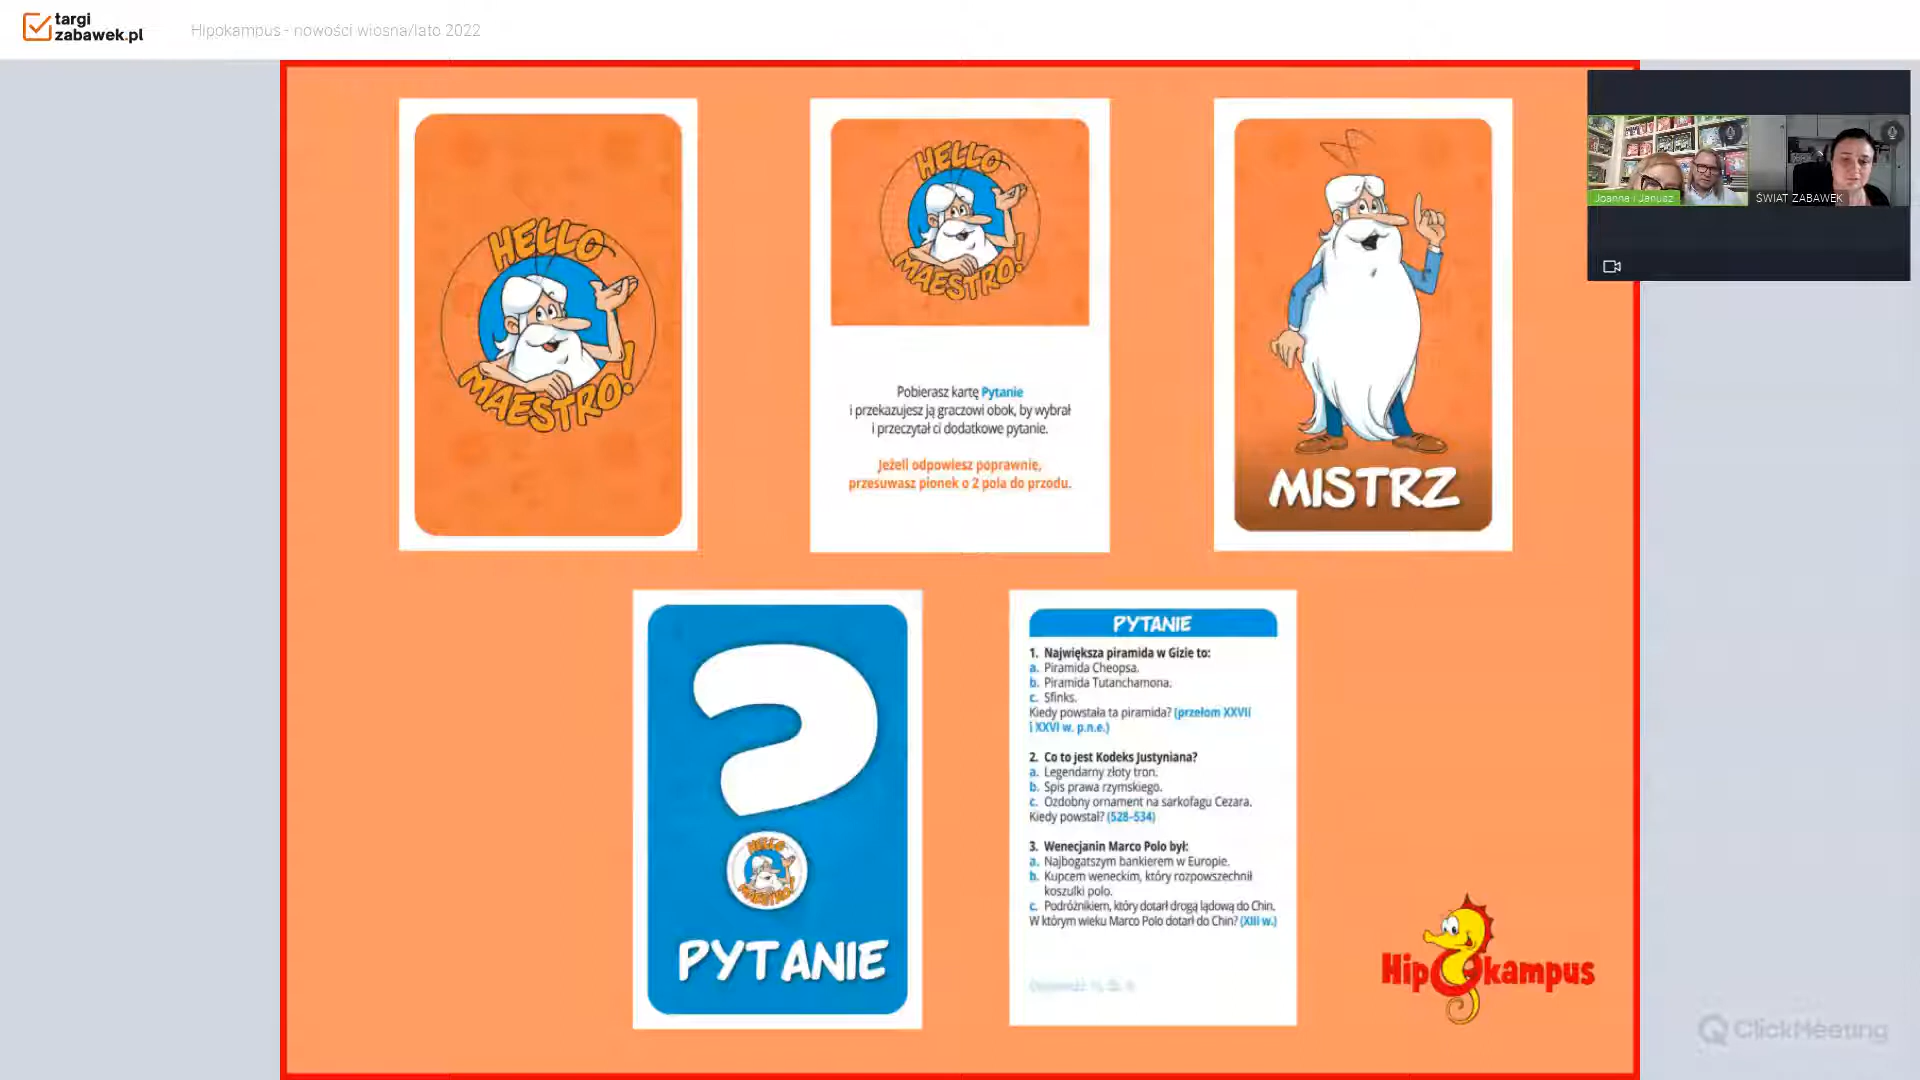 targi
zabawek.pl
Hipokampus - nowości wiosna/lato 2022
HELLO
MAESTRO!
HELLO
MAESTRO!
Pobierasz kartę Pytanie
i przekazujesz ją graczowi obok, by wybrał
i przeczytał ci dodatkowe pytanie.
Jeżeli odpowiesz poprawnie,
przesuwasz pionek o 2 pola do przodu.
MISTRZ
Joanna i Janusz
ŚWIAT ZABAWEK
HELLO
MAESTRO!
PYTANIE
PYTANIE
1. Największa piramida w Gizie to:
a. Piramida Cheopsa.
b. Piramida Tutanchamona.
c. Sfinks.
Kiedy powstała ta piramida? (przełom XXVII
i XXVI w. p.n.e.)
2. Co to jest Kodeks Justyniana?
a. Legendarny złoty tron.
b. Spis prawa rzymskiego.
c. Ozdobny ornament na sarkofagu Cezara.
Kiedy powstał? (528–534)
3. Wenecjanin Marco Polo był:
a. Najbogatszym bankierem w Europie.
b. Kupcem weneckim, który rozpowszechnił
koszulki polo.
c. Podróżnikiem, który dotarł drogą lądową do Chin.
W którym wieku Marco Polo dotarł do Chin? (XIII w.)
Hipokampus
ClickMeeting